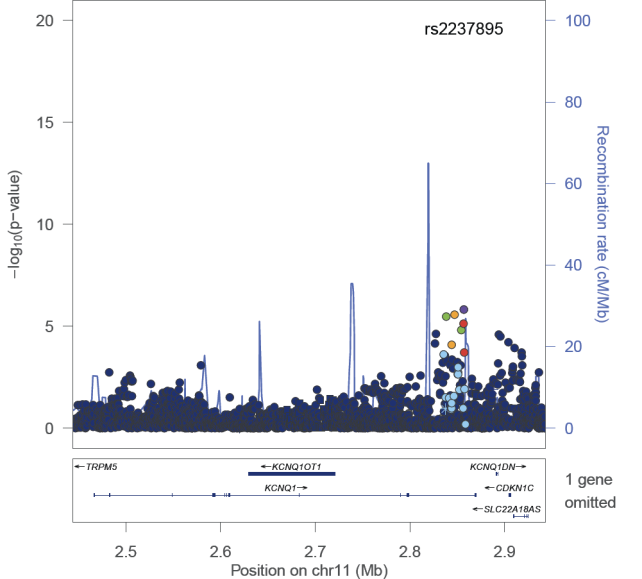 rs2237895
20
15
10
5
0
−log10(p−value)
100
80
60
40
20
0
Recombination rate (cM/Mb)
←TRPM5
←KCNQ1OT1
KCNQ1DN→
KCNQ1→
←CDKN1C
←SLC22A18AS
1 gene
omitted
2.5 2.6 2.7 2.8 2.9
Position on chr11 (Mb)